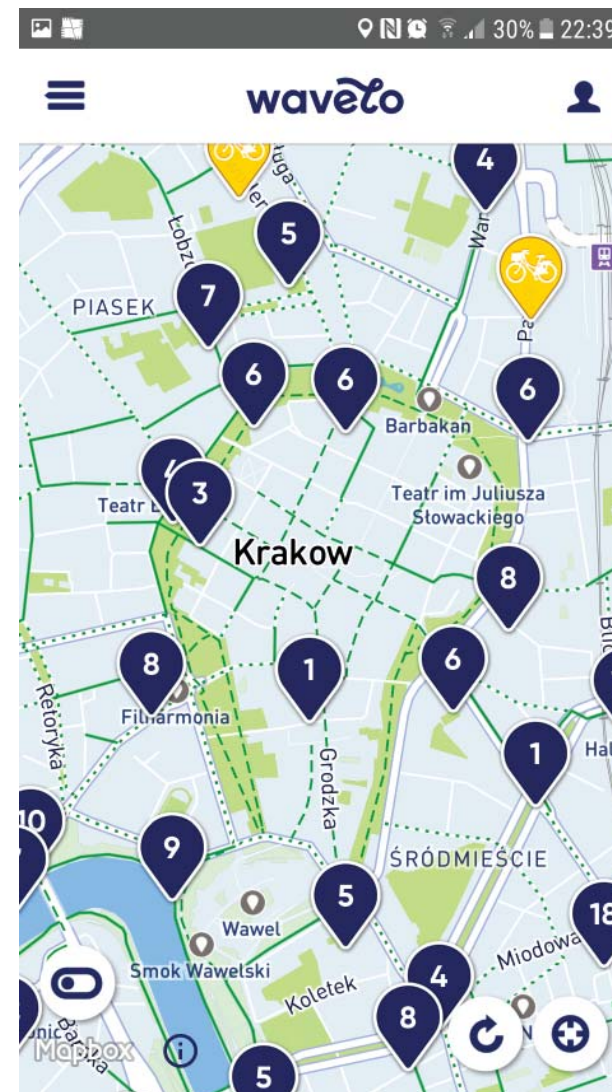 30% 22:39
wavelo
4
5
7
PIASEK
6
6
6
Barbakan
4
3
Teatr
Teatr im Juliusza
Słowackiego
Krakow
8
8
1
6
Filharmonia
Retoryka
Grodzka
1
10
9
ŚRÓDMIEŚCIE
5
18
Wawel
Smok Wawelski
4
Miodowa
Koletek
8
Mapbox
5